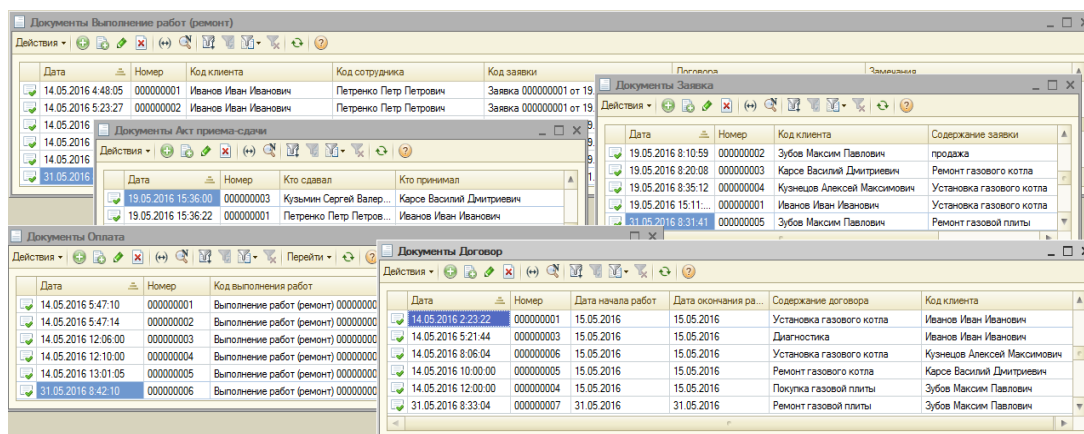 Документы Выполнение работ (ремонт)
Действия
Дата Номер Код клиента Код сотрудника Код заявки Договора Замечания
14.05.2016 4:48:05 000000001 Иванов Иван Иванович Петренко Петр Петрович Заявка 000000001 от 19.
14.05.2016 5:23:27 000000002 Иванов Иван Иванович Петренко Петр Петрович Заявка 000000001 от 19.
14.05.2016
14.05.2016
14.05.2016
31.05.2016
Документы Заявка
Действия
Дата Номер Код клиента Содержание заявки
19.05.2016 8:10:59 000000002 Зубов Максим Павлович продажа
19.05.2016 8:20:08 000000003 Карсе Василий Дмитриевич Ремонт газового котла
19.05.2016 8:35:12 000000004 Кузнецов Алексей Максимович Установка газового котла
19.05.2016 15:11:... 000000001 Иванов Иван Иванович Установка газового котла
31.05.2016 8:31:41 000000005 Зубов Максим Павлович Ремонт газовой плиты
Документы Акт приема-сдачи
Действия
Дата Номер Кто сдавал Кто принимал
19.05.2016 15:36:00 000000003 Кузьмин Сергей Валер... Карсе Василий Дмитриевич
19.05.2016 15:36:22 000000001 Петренко Петр Петров... Иванов Иван Иванович
Документы Оплата
Действия Перейти
Дата Номер Код выполнения работ
14.05.2016 5:47:10 000000001 Выполнение работ (ремонт) 00000000
14.05.2016 5:47:14 000000002 Выполнение работ (ремонт) 00000000
14.05.2016 12:06:00 000000003 Выполнение работ (ремонт) 00000000
14.05.2016 12:10:00 000000004 Выполнение работ (ремонт) 00000000
14.05.2016 13:01:05 000000005 Выполнение работ (ремонт) 00000000
31.05.2016 8:42:10 000000006 Выполнение работ (ремонт) 00000000
Документы Договор
Действия
Дата Номер Дата начала работ Дата окончания ра... Содержание договора Код клиента
14.05.2016 2:23:22 000000001 15.05.2016 15.05.2016 Установка газового котла Иванов Иван Иванович
14.05.2016 5:21:44 000000003 15.05.2016 15.05.2016 Диагностика Иванов Иван Иванович
14.05.2016 8:06:04 000000006 15.05.2016 15.05.2016 Установка газового котла Кузнецов Алексей Максимович
14.05.2016 10:00:00 000000005 15.05.2016 15.05.2016 Ремонт газового котла Карсе Василий Дмитриевич
14.05.2016 12:00:00 000000004 15.05.2016 15.05.2016 Покупка газовой плиты Зубов Максим Павлович
31.05.2016 8:33:04 000000007 31.05.2016 31.05.2016 Ремонт газовой плиты Зубов Максим Павлович